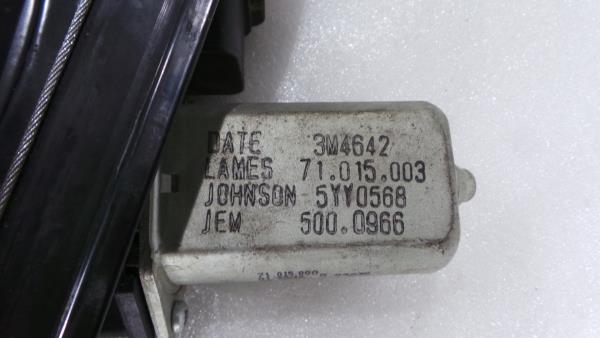 DATE 3M4642
LAMES 71.015.003
JOHNSON 5YY0568
JEM 500.0966